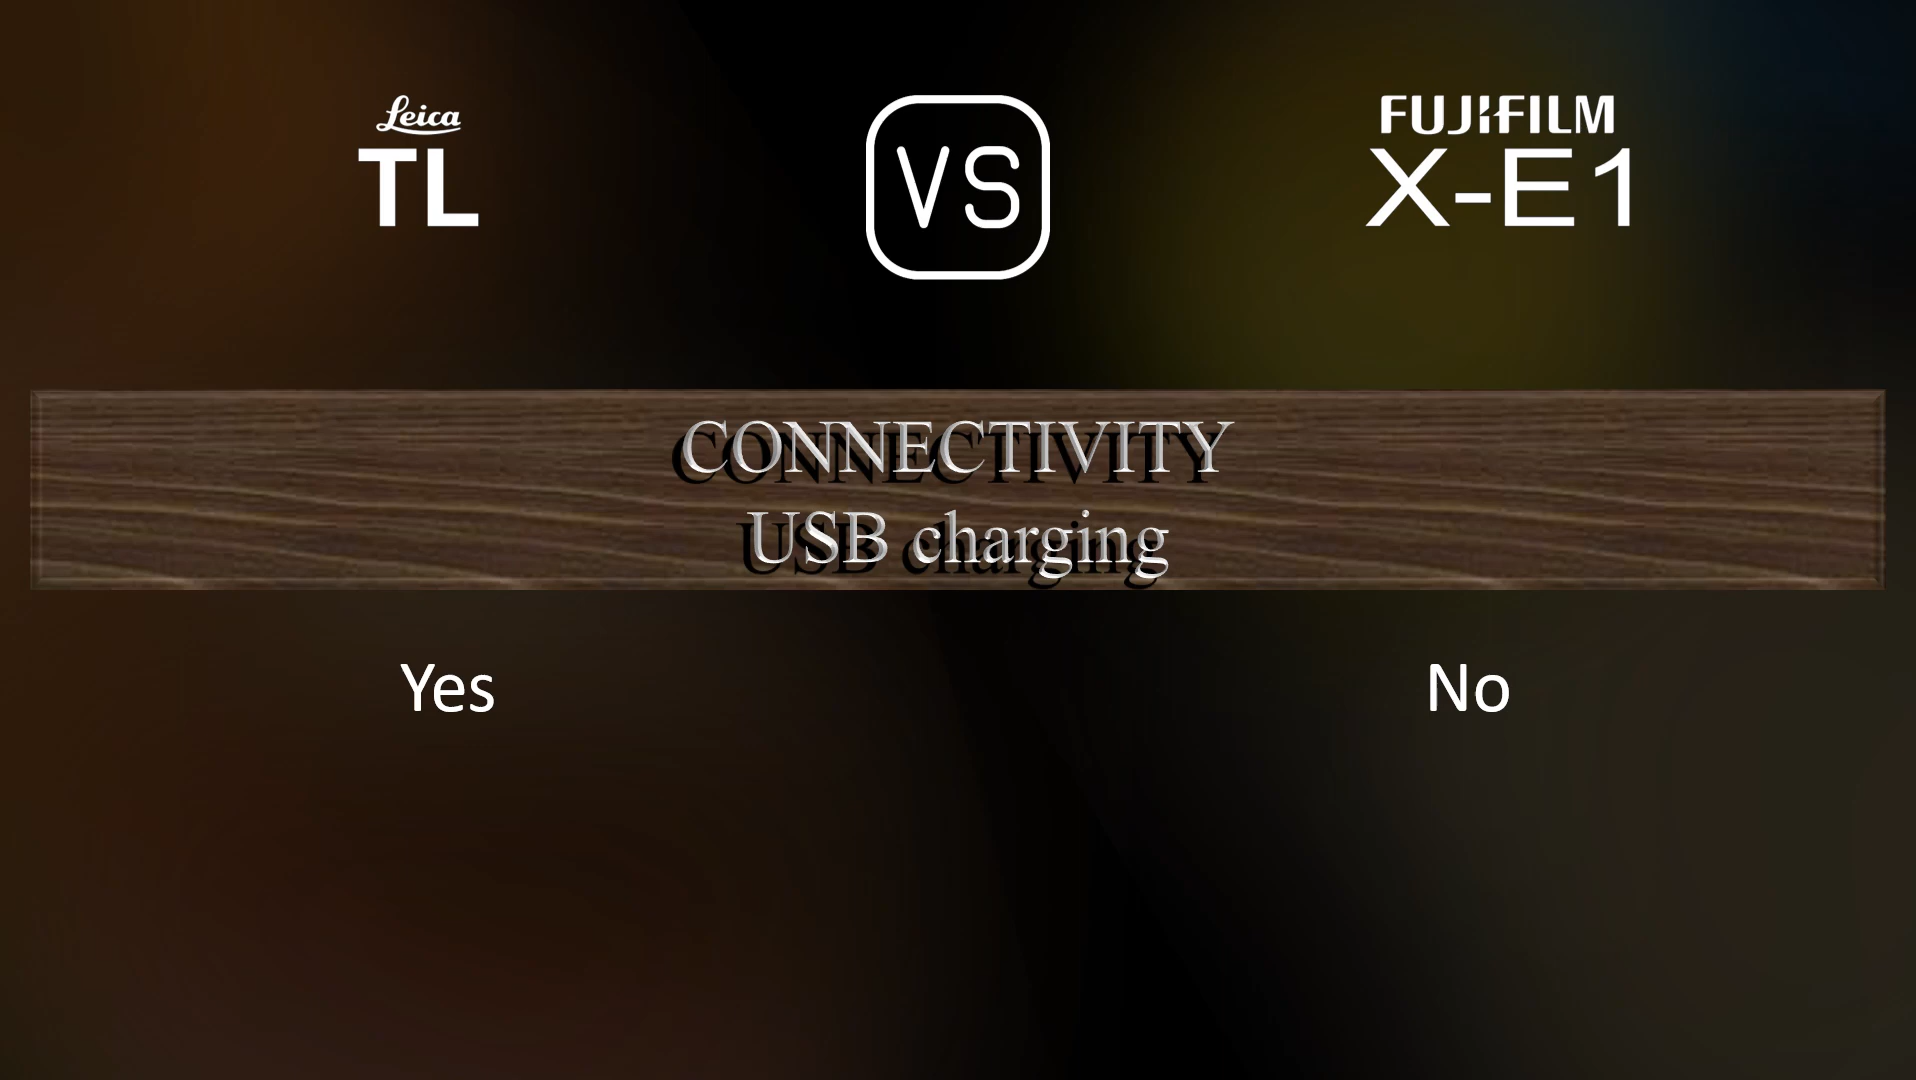 Leica
TL
VS
FUJIFILM
X-E1
CONNECTIVITY
USB charging
Yes
No